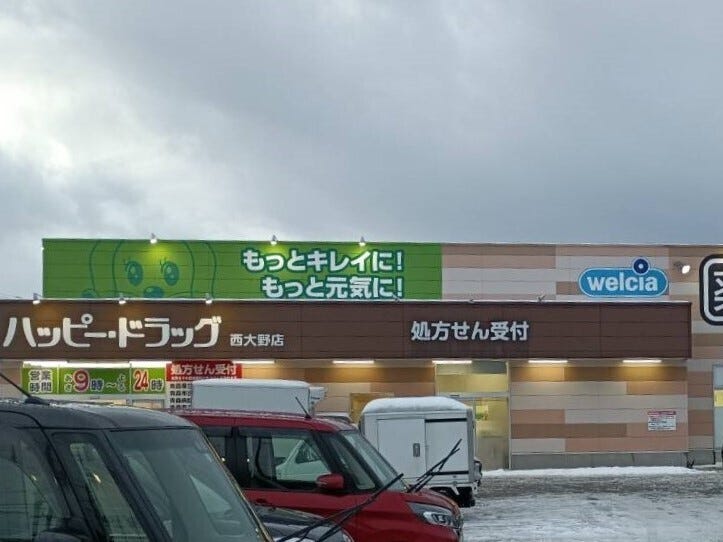 もっとキレイに!
もっと元気に!
welcia
ハッピー・ドラッグ 西大野店
処方せん受付
営業時間 9時~ 24時
処方せん受付